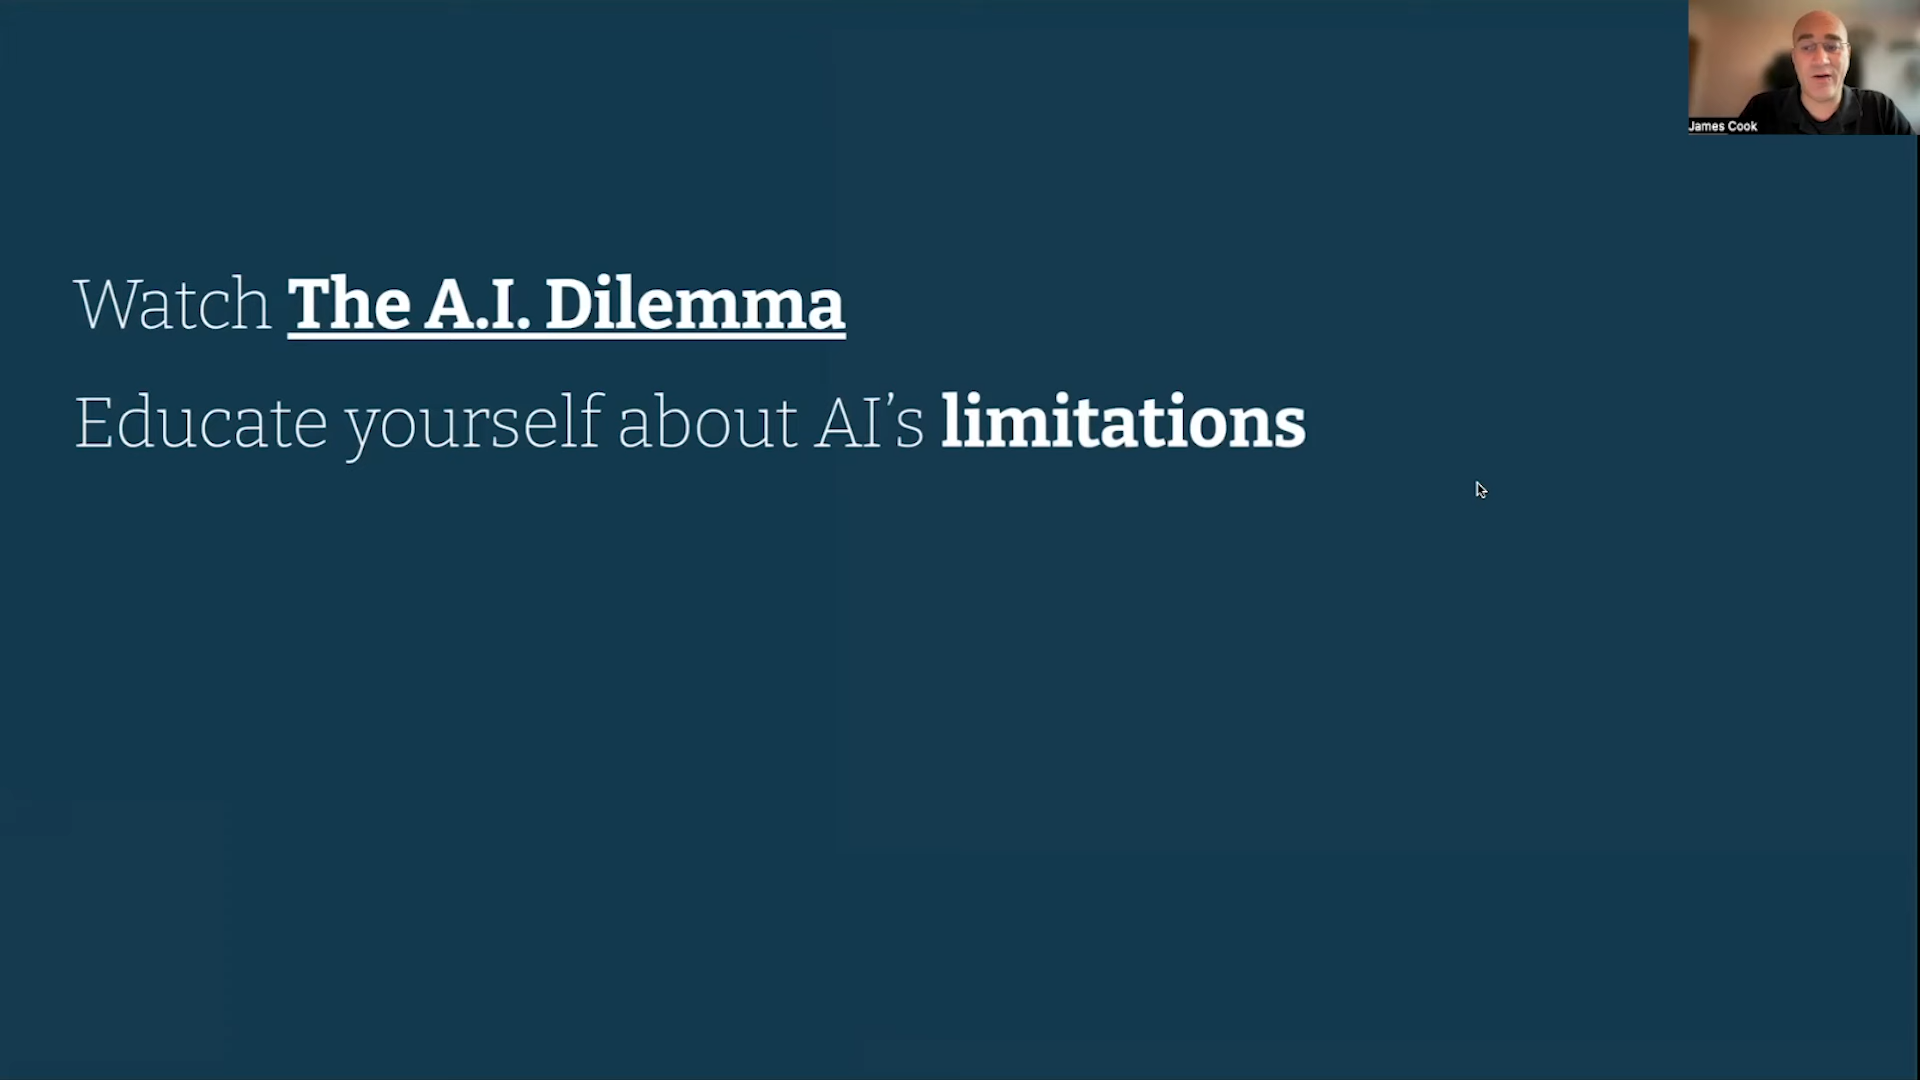 James Cook
Watch The A.I. Dilemma
Educate yourself about AI’s limitations